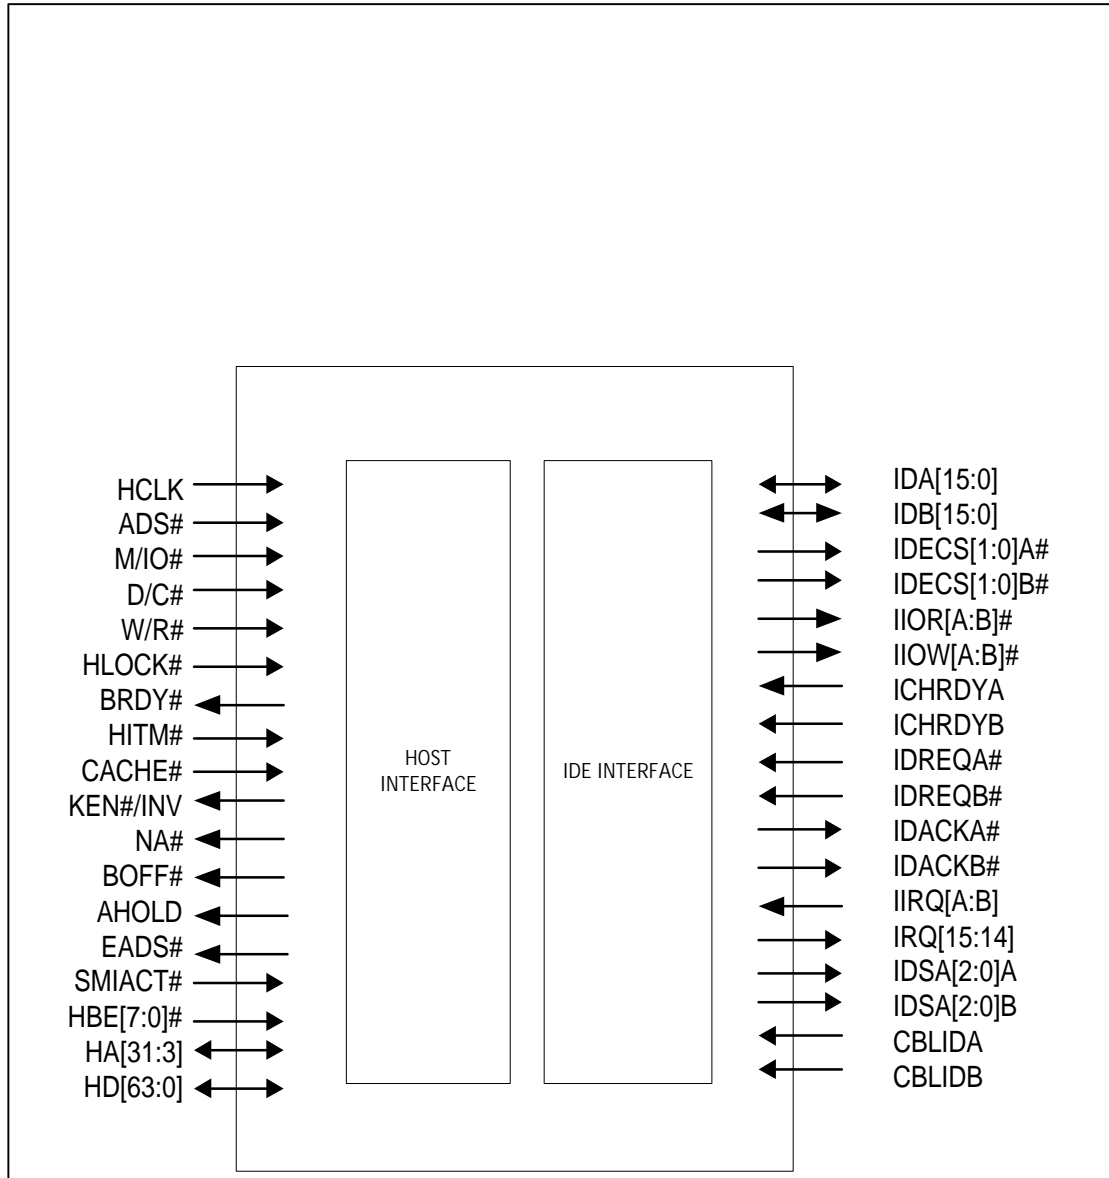 HCLK
ADS#
M/IO#
D/C#
W/R#
HLOCK#
BRDY#
HITM#
CACHE#
KEN#/INV
NA#
BOFF#
AHOLD
EADS#
SMIACT#
HBE[7:0]#
HA[31:3]
HD[63:0]
HOST
INTERFACE
IDE INTERFACE
IDA[15:0]
IDB[15:0]
IDECS[1:0]A#
IDECS[1:0]B#
IIOR[A:B]#
IIOW[A:B]#
ICHRDYA
ICHRDYB
IDREQA#
IDREQB#
IDACKA#
IDACKB#
IIRQ[A:B]
IRQ[15:14]
IDSA[2:0]A
IDSA[2:0]B
CBLIDA
CBLIDB